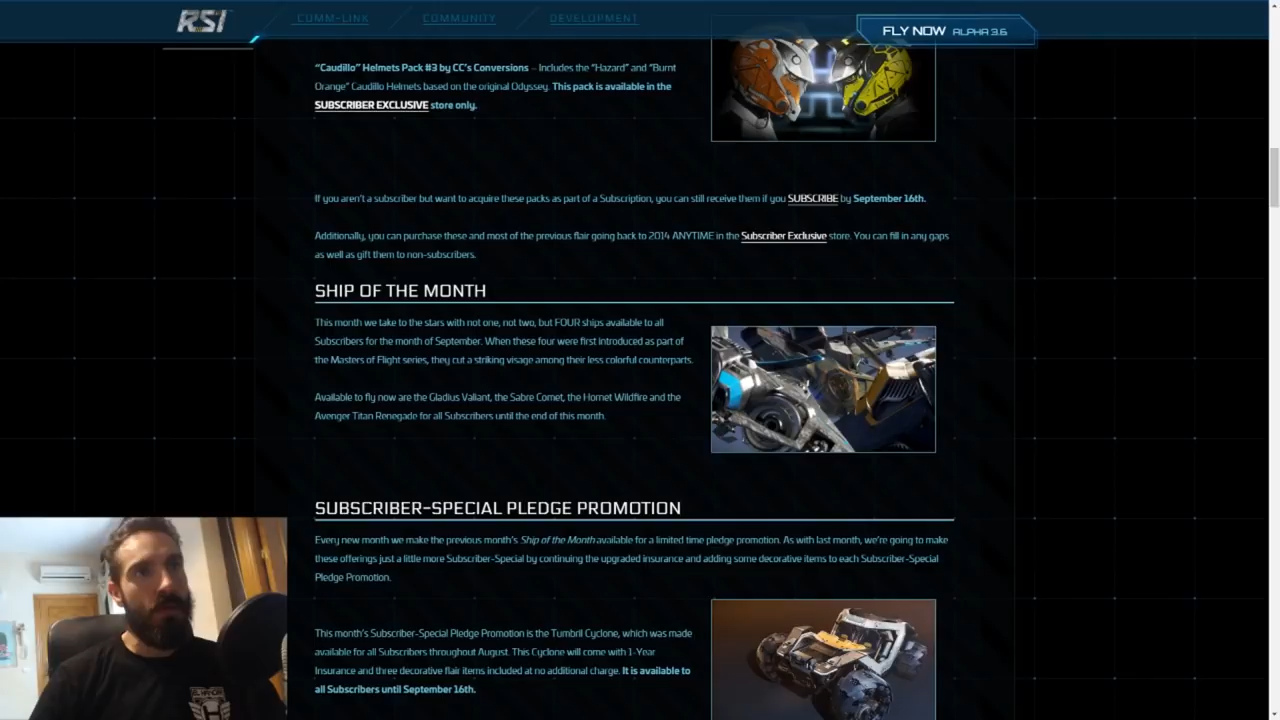 RSI
COMM-LINK
COMMUNITY
DEVELOPMENT
FLY NOW ALPHA 3.6
“Caudillo” Helmets Pack #3 by CC's Conversions – Includes the “Hazard” and “Burnt
Orange” Caudillo Helmets based on the original Odyssey. This pack is available in the
SUBSCRIBER EXCLUSIVE store only.
If you aren't a subscriber but want to acquire these packs as part of a Subscription, you can still receive them if you SUBSCRIBE by September 16th.
Additionally, you can purchase these and most of the previous flair going back to 2014 ANYTIME in the Subscriber Exclusive store. You can fill in any gaps
as well as gift them to non-subscribers.
SHIP OF THE MONTH
This month we take to the stars with not one, not two, but FOUR ships available to all
Subscribers for the month of September. When these four were first introduced as part of
the Masters of Flight series, they cut a striking visage among their less colorful counterparts.
Available to fly now are the Gladius Valiant, the Sabre Comet, the Hornet Wildfire and the
Avenger Titan Renegade for all Subscribers until the end of this month.
SUBSCRIBER-SPECIAL PLEDGE PROMOTION
Every new month we make the previous month's Ship of the Month available for a limited time pledge promotion. As with last month, we're going to make
these offerings just a little more Subscriber-Special by continuing the upgraded insurance and adding some decorative items to each Subscriber-Special
Pledge Promotion.
This month's Subscriber-Special Pledge Promotion is the Tumbril Cyclone, which was made
available for all Subscribers throughout August. This Cyclone will come with 1-Year
Insurance and three decorative flair items included at no additional charge. It is available to
all Subscribers until September 16th.